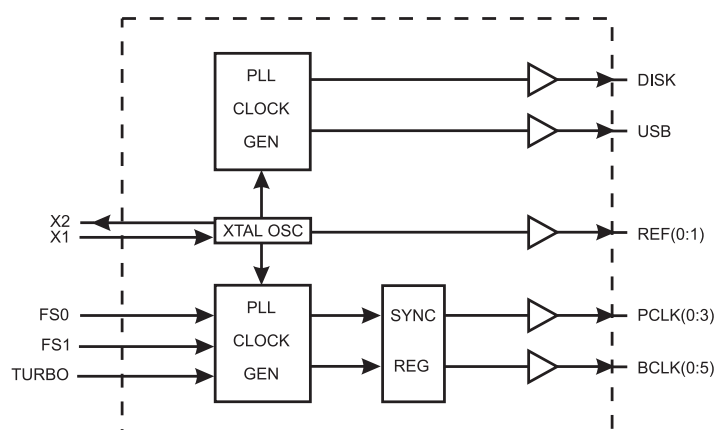 PLL
CLOCK
GEN
DISK
USB
X2
X1
XTAL OSC
REF(0:1)
FS0
FS1
TURBO
PLL
CLOCK
GEN
SYNC
REG
PCLK(0:3)
BCLK(0:5)